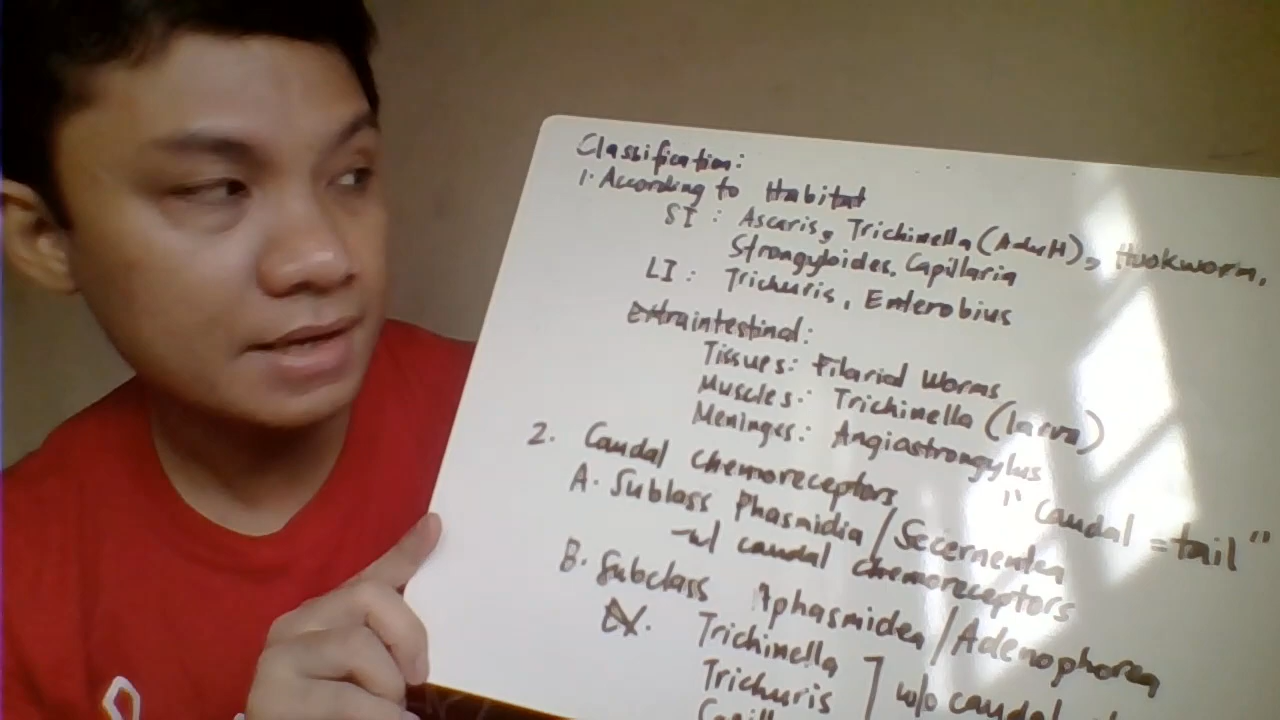 Classification:
1. According to Habitat
SI : Ascaris, Trichinella (Adult), Hookworm,
Strongyloides, Capillaria
LI : Trichuris, Enterobius
Extraintestinal:
Tissues: Filarial Worms
Muscles: Trichinella (larva)
Meninges: Angiostrongylus
2. Caudal chemoreceptors
" caudal = tail "
A. Sublass Phasmidia / Secernentea
- w/ caudal chemoreceptors
B. Subclass Aphasmidea / Adenophorea
EX. Trichinella
Trichuris
w/o caudal